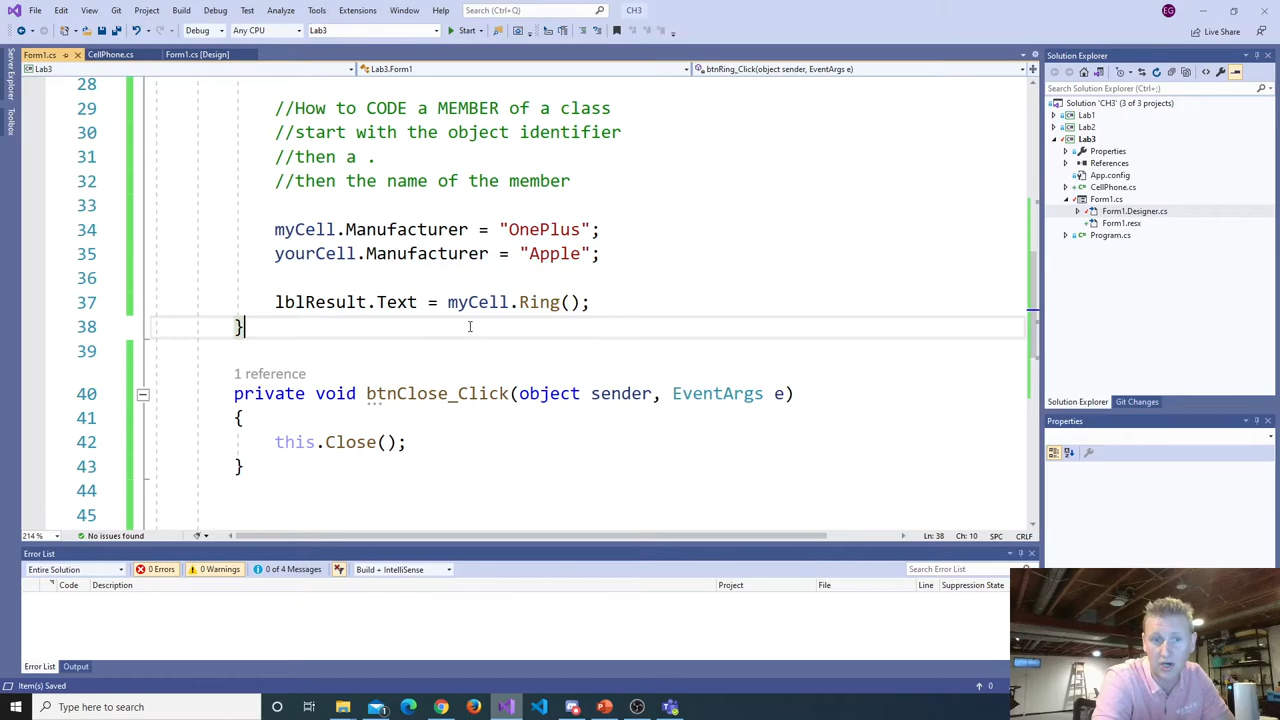 File Edit View Git Project Build Debug Test Analyze Tools Extensions Window Help Search (Ctrl+Q) CH3 EG
Debug Any CPU Lab3 Start Live Share
Form1.cs CellPhone.cs Form1.cs [Design]
Lab3 Lab3.Form1 btnRing_Click(object sender, EventArgs e)
Server Explorer
Toolbox
28
29 //How to CODE a MEMBER of a class
30 //start with the object identifier
31 //then a .
32 //then the name of the member
33
34 myCell.Manufacturer = "OnePlus";
35 yourCell.Manufacturer = "Apple";
36
37 lblResult.Text = myCell.Ring();
38 }
39
1 reference
40 private void btnClose_Click(object sender, EventArgs e)
41 {
42 this.Close();
43 }
44
45
214 % No issues found Ln: 38 Ch: 10 SPC CRLF
Error List
Entire Solution 0 Errors 0 Warnings 0 of 4 Messages Build + IntelliSense Search Error List
Code Description Project File Line Suppression State
Error List Output
Item(s) Saved 0
Solution Explorer
Search Solution Explorer (Ctrl+;)
Solution 'CH3' (3 of 3 projects)
Lab1
Lab2
Lab3
Properties
References
App.config
CellPhone.cs
Form1.cs
Form1.Designer.cs
Form1.resx
Program.cs
Solution Explorer Git Changes
Properties
Type here to search